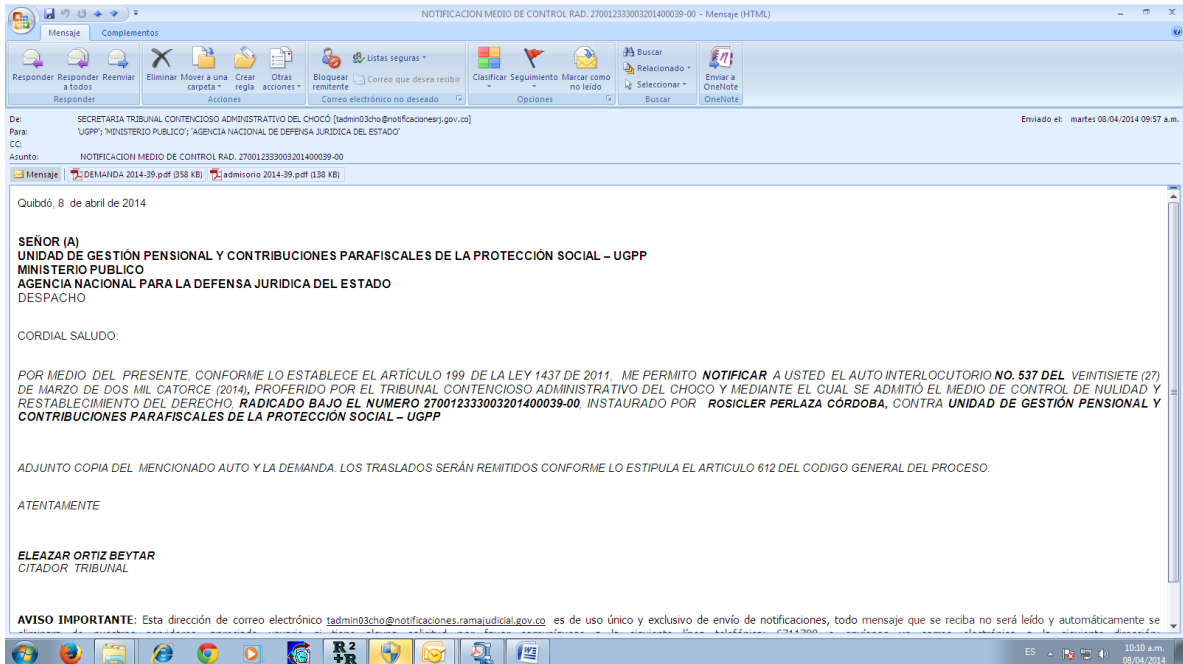 NOTIFICACION MEDIO DE CONTROL RAD. 27001233300320140039-00 - Mensaje (HTML)
Mensaje Complementos
Responder Responder a todos Reenviar Eliminar Mover a una carpeta Crear regla Otras acciones Bloquear remitente Listas seguras Correo que desea recibir Clasificar Seguimiento Marcar como no leído Buscar Relacionado Seleccionar Enviar a OneNote
Responder Acciones Correo electrónico no deseado Opciones Buscar OneNote
De: SECRETARIA TRIBUNAL CONTENCIOSO ADMINISTRATIVO DEL CHOCÓ [tadmin03cho@notificacionesrj.gov.co] Enviado el: martes 08/04/2014 09:57 a.m.
Para: 'UGPP'; 'MINISTERIO PUBLICO'; 'AGENCIA NACIONAL DE DEFENSA JURIDICA DEL ESTADO'
CC:
Asunto: NOTIFICACION MEDIO DE CONTROL RAD. 270012333003201400039-00
Mensaje DEMANDA 2014-39.pdf (358 KB) admisorio 2014-39.pdf (138 KB)
Quibdó, 8 de abril de 2014
SEÑOR (A)
UNIDAD DE GESTIÓN PENSIONAL Y CONTRIBUCIONES PARAFISCALES DE LA PROTECCIÓN SOCIAL – UGPP
MINISTERIO PUBLICO
AGENCIA NACIONAL PARA LA DEFENSA JURIDICA DEL ESTADO
DESPACHO
CORDIAL SALUDO:
POR MEDIO DEL PRESENTE, CONFORME LO ESTABLECE EL ARTÍCULO 199 DE LA LEY 1437 DE 2011, ME PERMITO NOTIFICAR A USTED EL AUTO INTERLOCUTORIO NO. 537 DEL VEINTISIETE (27)
DE MARZO DE DOS MIL CATORCE (2014), PROFERIDO POR EL TRIBUNAL CONTENCIOSO ADMINISTRATIVO DEL CHOCO Y MEDIANTE EL CUAL SE ADMITIÓ EL MEDIO DE CONTROL DE NULIDAD Y
RESTABLECIMIENTO DEL DERECHO, RADICADO BAJO EL NUMERO 270012333003201400039-00, INSTAURADO POR ROSICLER PERLAZA CÓRDOBA, CONTRA UNIDAD DE GESTIÓN PENSIONAL Y
CONTRIBUCIONES PARAFISCALES DE LA PROTECCIÓN SOCIAL – UGPP
ADJUNTO COPIA DEL MENCIONADO AUTO Y LA DEMANDA. LOS TRASLADOS SERÁN REMITIDOS CONFORME LO ESTIPULA EL ARTICULO 612 DEL CODIGO GENERAL DEL PROCESO.
ATENTAMENTE
ELEAZAR ORTIZ BEYTAR
CITADOR TRIBUNAL
AVISO IMPORTANTE: Esta dirección de correo electrónico tadmin03cho@notificaciones.ramajudicial.gov.co es de uso único y exclusivo de envío de notificaciones, todo mensaje que se reciba no será leído y automáticamente se
ES 10:10 a.m.
08/04/2014